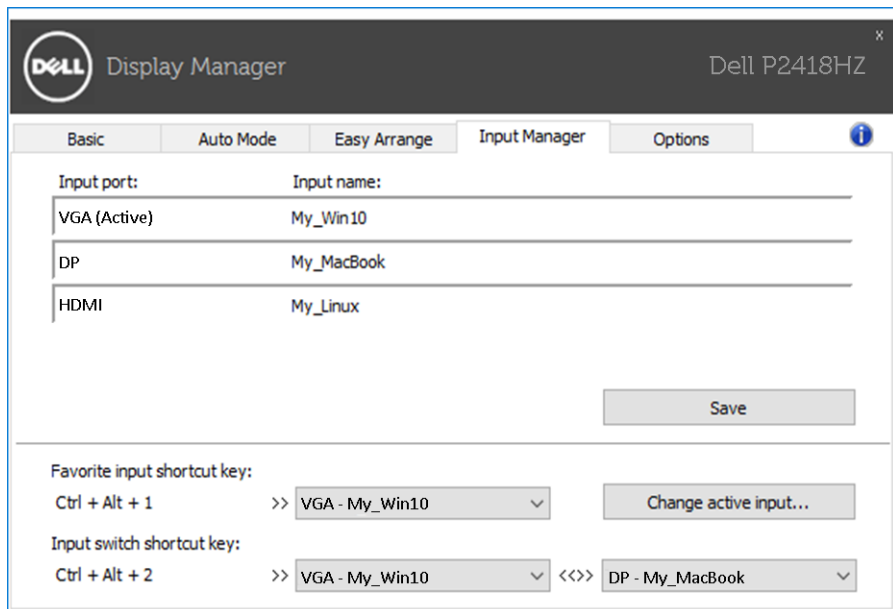 DELL Display Manager Dell P2418HZ x
Basic Auto Mode Easy Arrange Input Manager Options i
Input port: Input name:
VGA (Active) My_Win10
DP My_MacBook
HDMI My_Linux
Save
Favorite input shortcut key:
Ctrl + Alt + 1 >> VGA - My_Win10 Change active input...
Input switch shortcut key:
Ctrl + Alt + 2 >> VGA - My_Win10 <<>> DP - My_MacBook